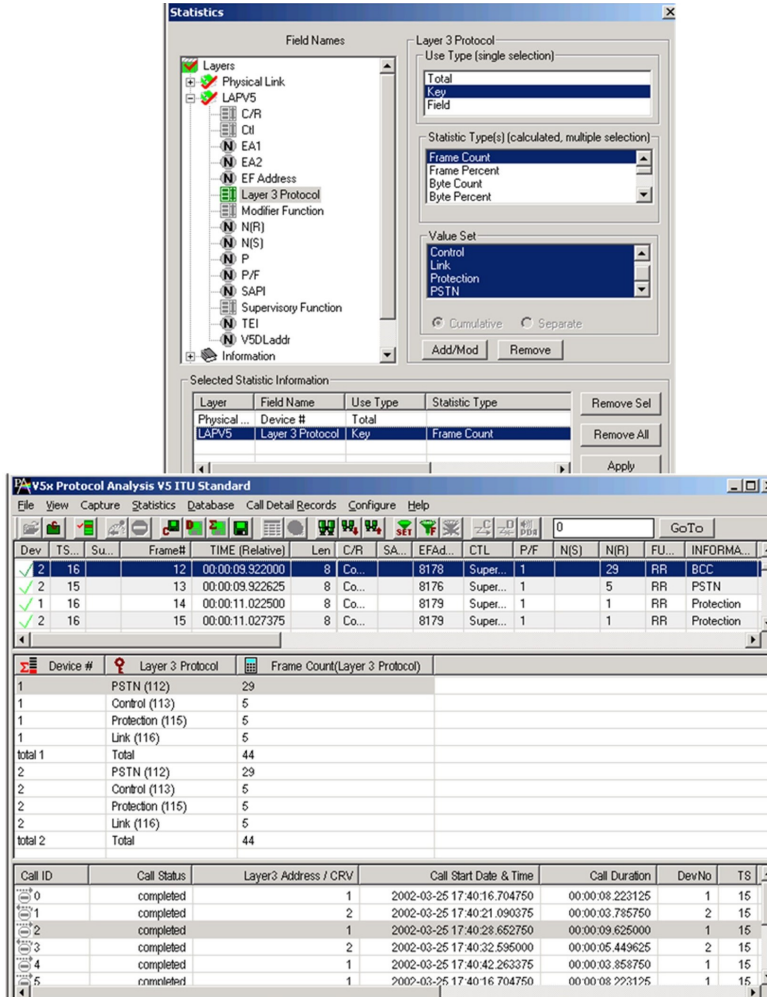 Statistics
Field Names
Layers
Physical Link
LAPV5
C/R
Ctl
EA1
EA2
EF Address
Layer 3 Protocol
Modifier Function
N(R)
N(S)
P
P/F
SAPI
Supervisory Function
TEI
V5DLaddr
Information
Layer 3 Protocol
Use Type (single selection)
Total
Key
Field
Statistic Type(s) (calculated, multiple selection)
Frame Count
Frame Percent
Byte Count
Byte Percent
Value Set
Control
Link
Protection
PSTN
Cumulative Separate
Add/Mod Remove
Selected Statistic Information
Layer Field Name Use Type Statistic Type
Physical ... Device # Total
LAPV5 Layer 3 Protocol Key Frame Count
Remove Sel
Remove All
Apply
V5x Protocol Analysis V5 ITU Standard
File View Capture Statistics Database Call Detail Records Configure Help
0 GoTo
Dev TS... Su... Frame# TIME (Relative) Len C/R SA... EFAd... CTL P/F N(S) N(R) FU... INFORMA...
2 16 12 00:00:09.922000 8 Co... 8178 Super... 1 29 RR BCC
2 15 13 00:00:09.922625 8 Co... 8176 Super... 1 5 RR PSTN
1 16 14 00:00:11.022500 8 Co... 8179 Super... 1 1 RR Protection
2 16 15 00:00:11.027375 8 Co... 8179 Super... 1 1 RR Protection
Device # Layer 3 Protocol Frame Count(Layer 3 Protocol)
1 PSTN (112) 29
1 Control (113) 5
1 Protection (115) 5
1 Link (116) 5
total 1 Total 44
2 PSTN (112) 29
2 Control (113) 5
2 Protection (115) 5
2 Link (116) 5
total 2 Total 44
Call ID Call Status Layer3 Address / CRV Call Start Date & Time Call Duration DevNo TS
0 completed 1 2002-03-25 17:40:16.704750 00:00:08.223125 1 15
1 completed 2 2002-03-25 17:40:21.090375 00:00:03.785750 2 15
2 completed 1 2002-03-25 17:40:28.652750 00:00:09.625000 1 15
3 completed 2 2002-03-25 17:40:32.595000 00:00:05.449625 2 15
4 completed 1 2002-03-25 17:40:42.263375 00:00:03.858750 1 15
5 completed 1 2002-03-25 17:40:16.704750 00:00:08.223125 1 15